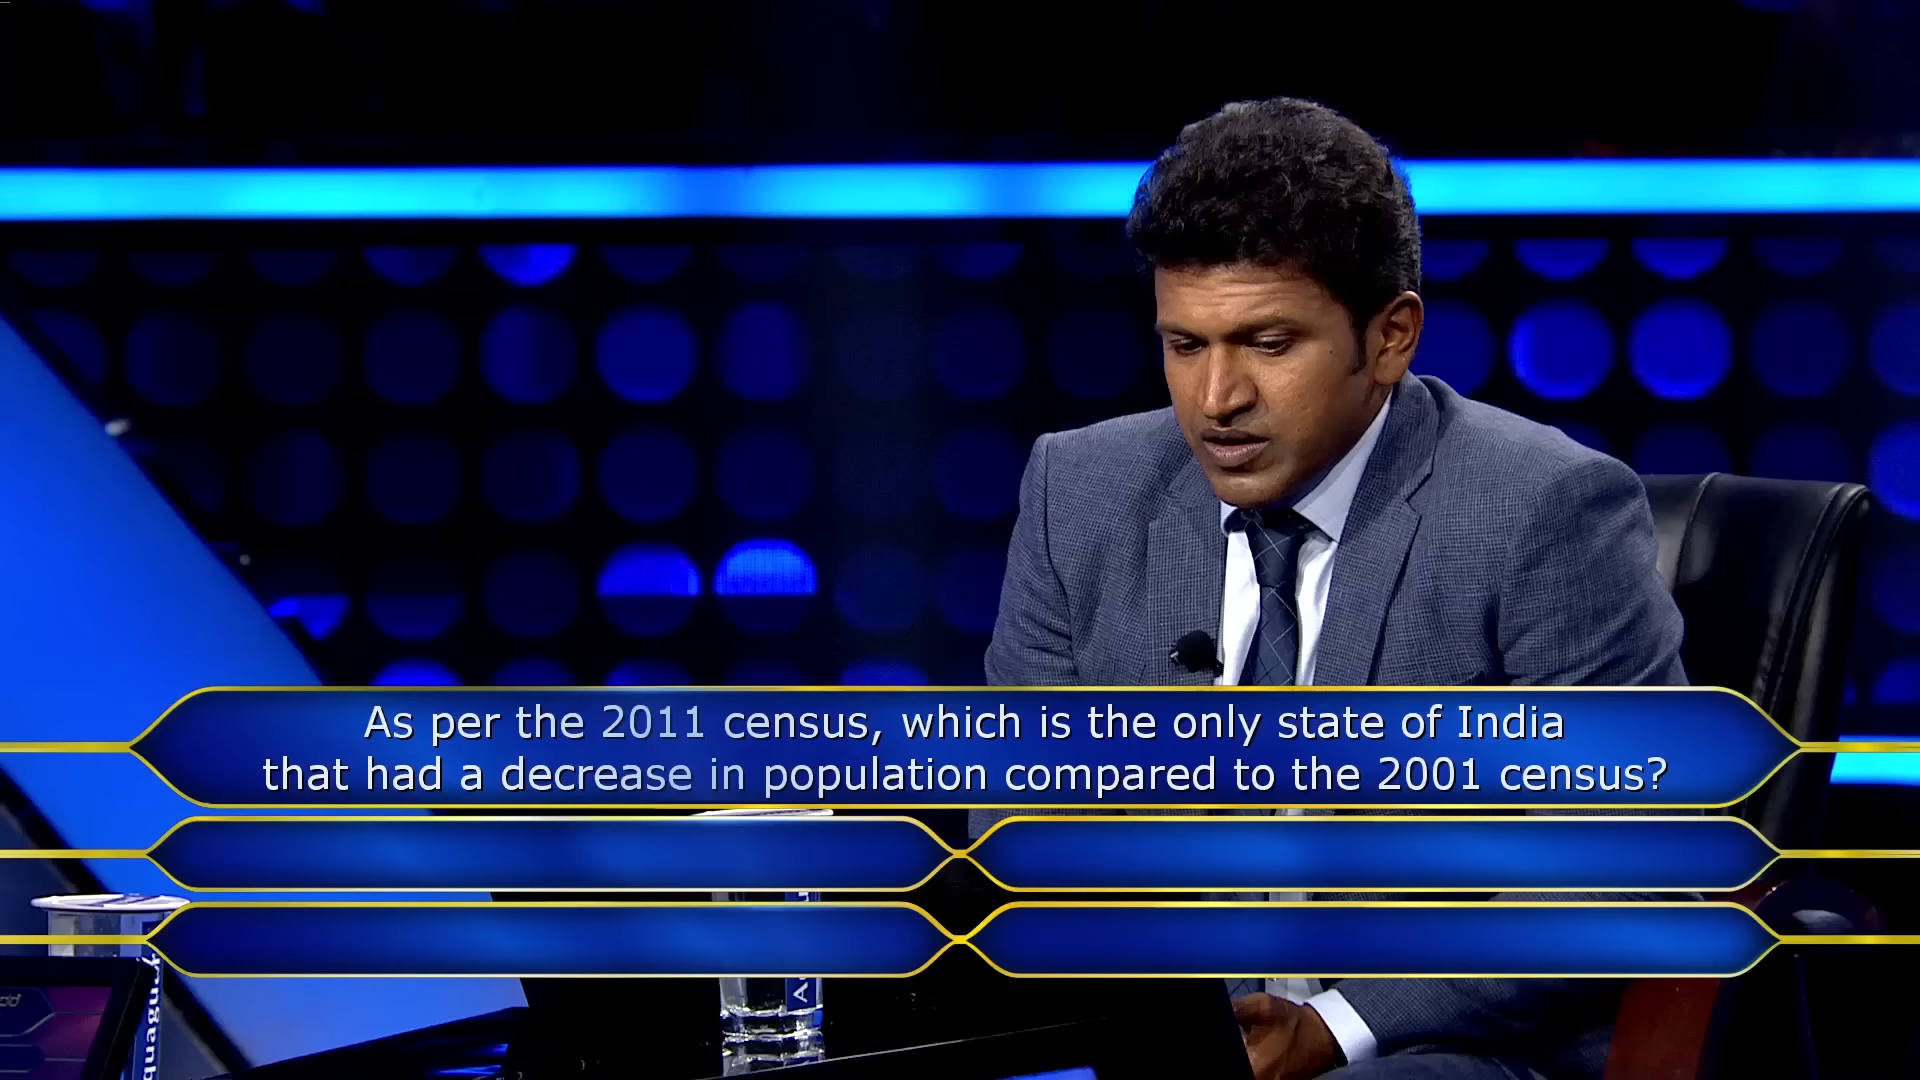 As per the 2011 census, which is the only state of India
that had a decrease in population compared to the 2001 census?
quagu
A